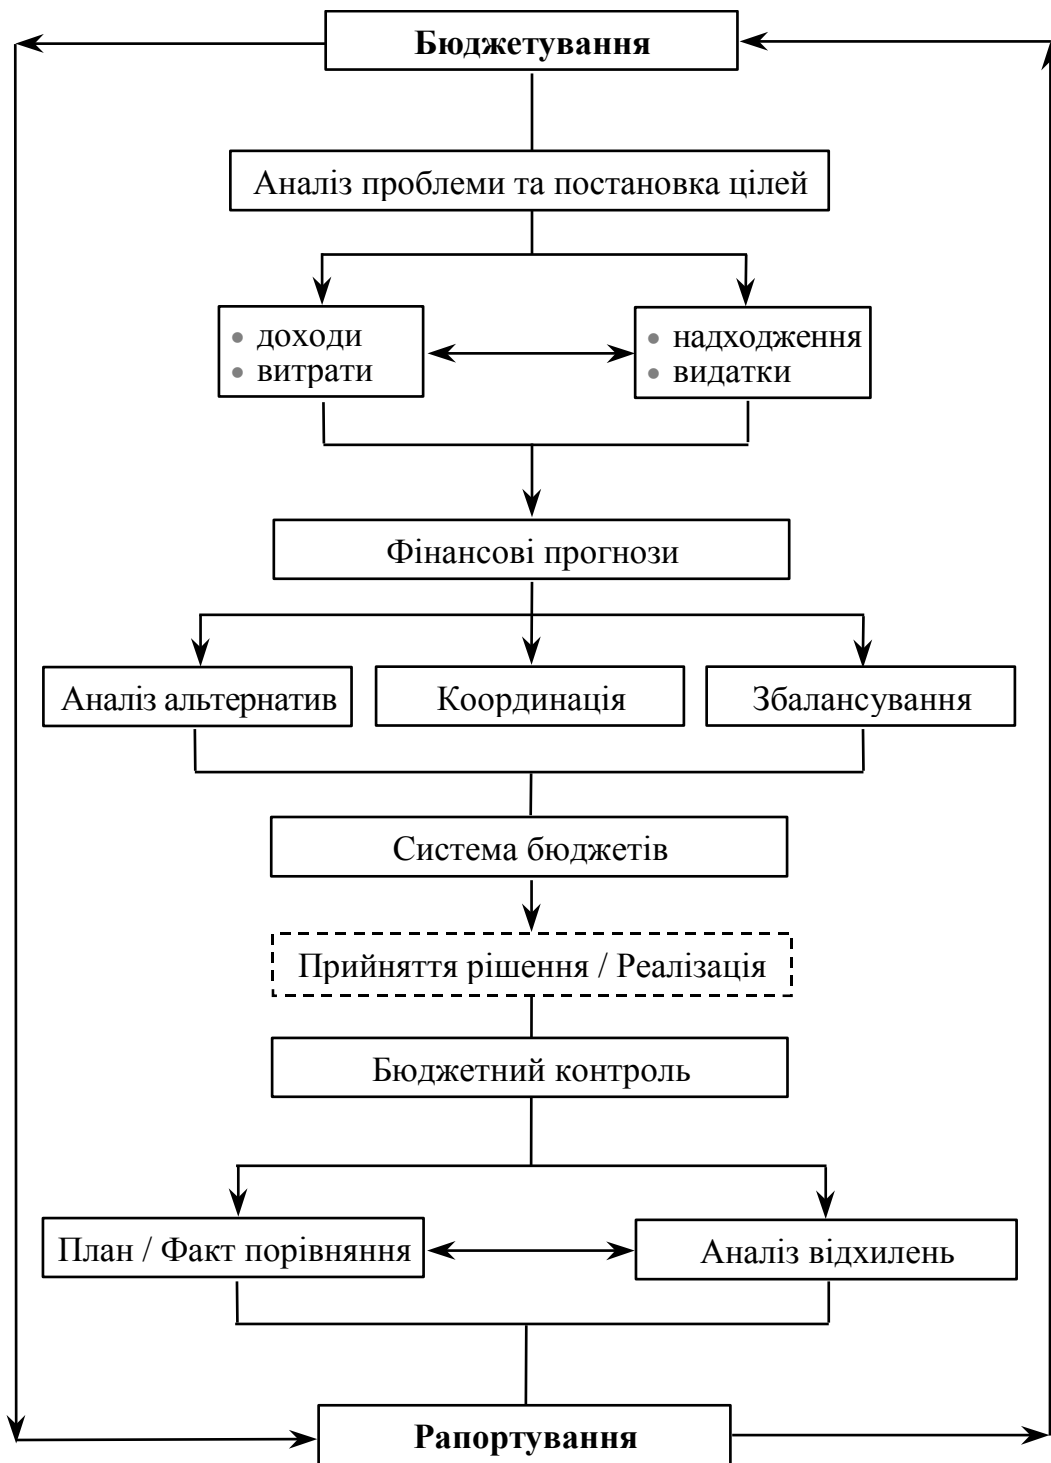 Бюджетування
Аналіз проблеми та постановка цілей
• доходи
• витрати
• надходження
• видатки
Фінансові прогнози
Аналіз альтернатив
Координація
Збалансування
Система бюджетів
Прийняття рішення / Реалізація
Бюджетний контроль
План / Факт порівняння
Аналіз відхилень
Рапортування